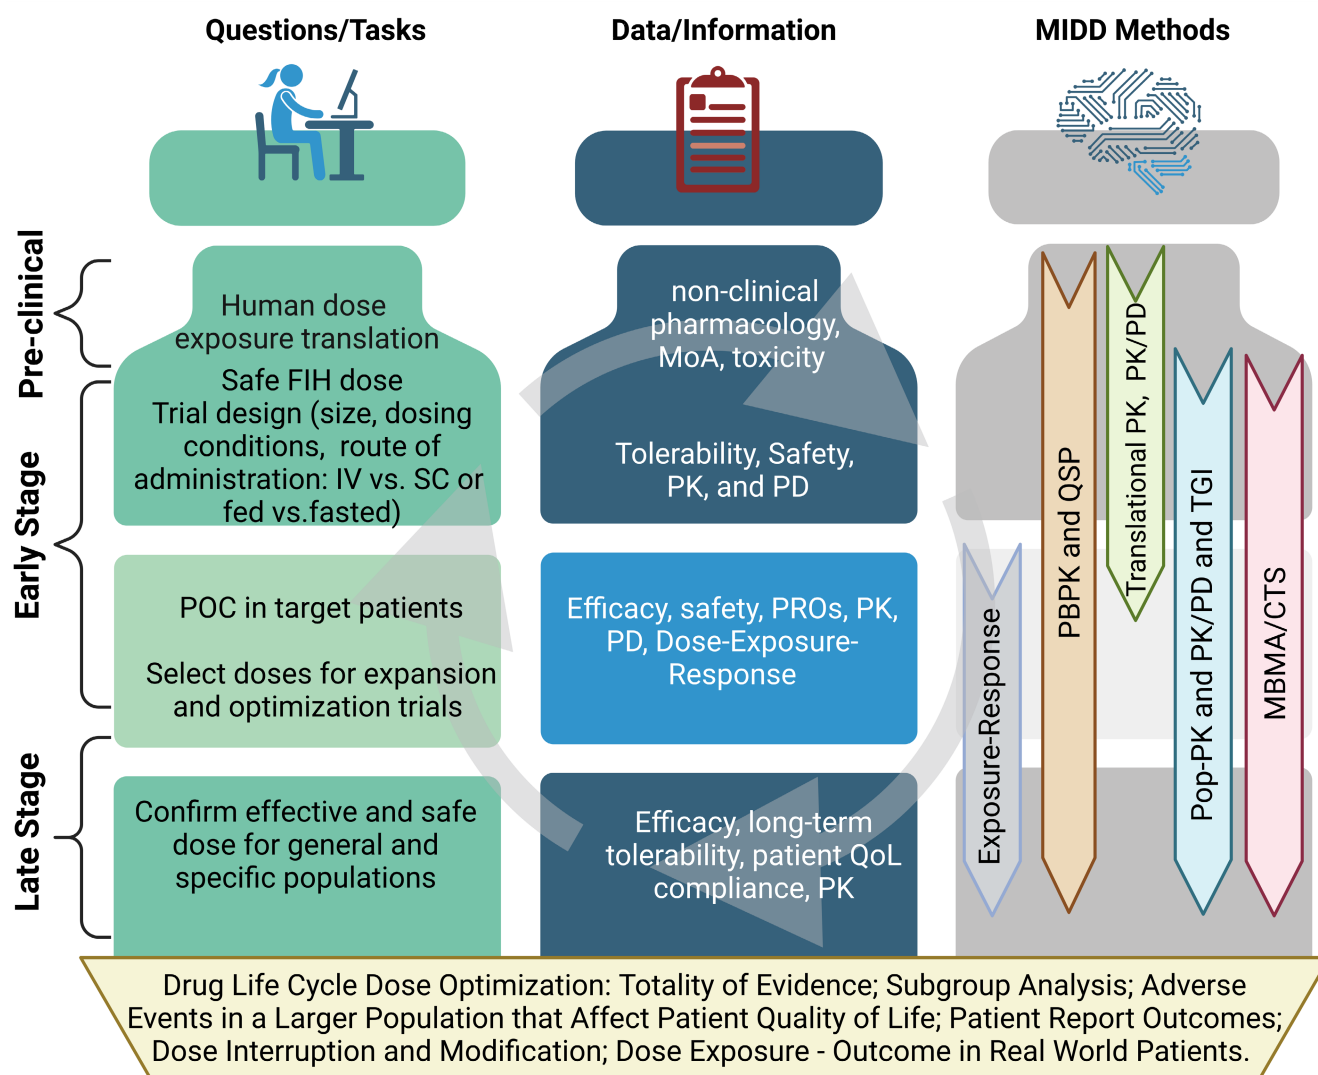 Questions/Tasks
Data/Information
MIDD Methods
Pre-clinical
Early Stage
Late Stage
Human dose
exposure translation
Safe FIH dose
Trial design (size, dosing
conditions,  route of
administration: IV vs. SC or
fed vs.fasted)
POC in target patients
Select doses for expansion
and optimization trials
Confirm effective and safe
dose for general and
specific populations
non-clinical
pharmacology,
MoA, toxicity
Tolerability, Safety,
PK, and PD
Efficacy, safety, PROs, PK,
PD, Dose-Exposure-
Response
Efficacy, long-term
tolerability, patient QoL
compliance, PK
Exposure-Response
PBPK and QSP
Translational PK,  PK/PD
Pop-PK and PK/PD and TGI
MBMA/CTS
Drug Life Cycle Dose Optimization: Totality of Evidence; Subgroup Analysis; Adverse
Events in a Larger Population that Affect Patient Quality of Life; Patient Report Outcomes;
Dose Interruption and Modification; Dose Exposure - Outcome in Real World Patients.